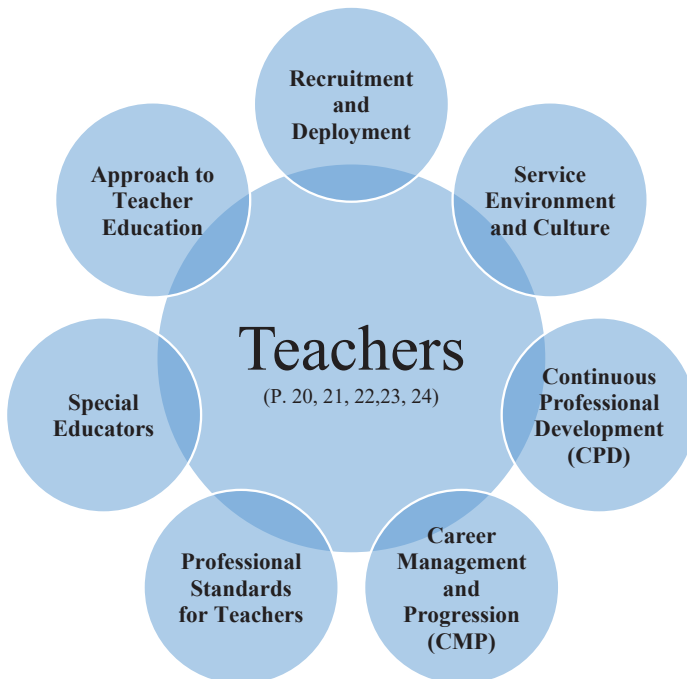 Recruitment
and
Deployment
Service
Environment
and Culture
Continuous
Professional
Development
(CPD)
Career
Management
and
Progression
(CMP)
Professional
Standards
for Teachers
Special
Educators
Approach to
Teacher
Education
Teachers
(P. 20, 21, 22,23, 24)